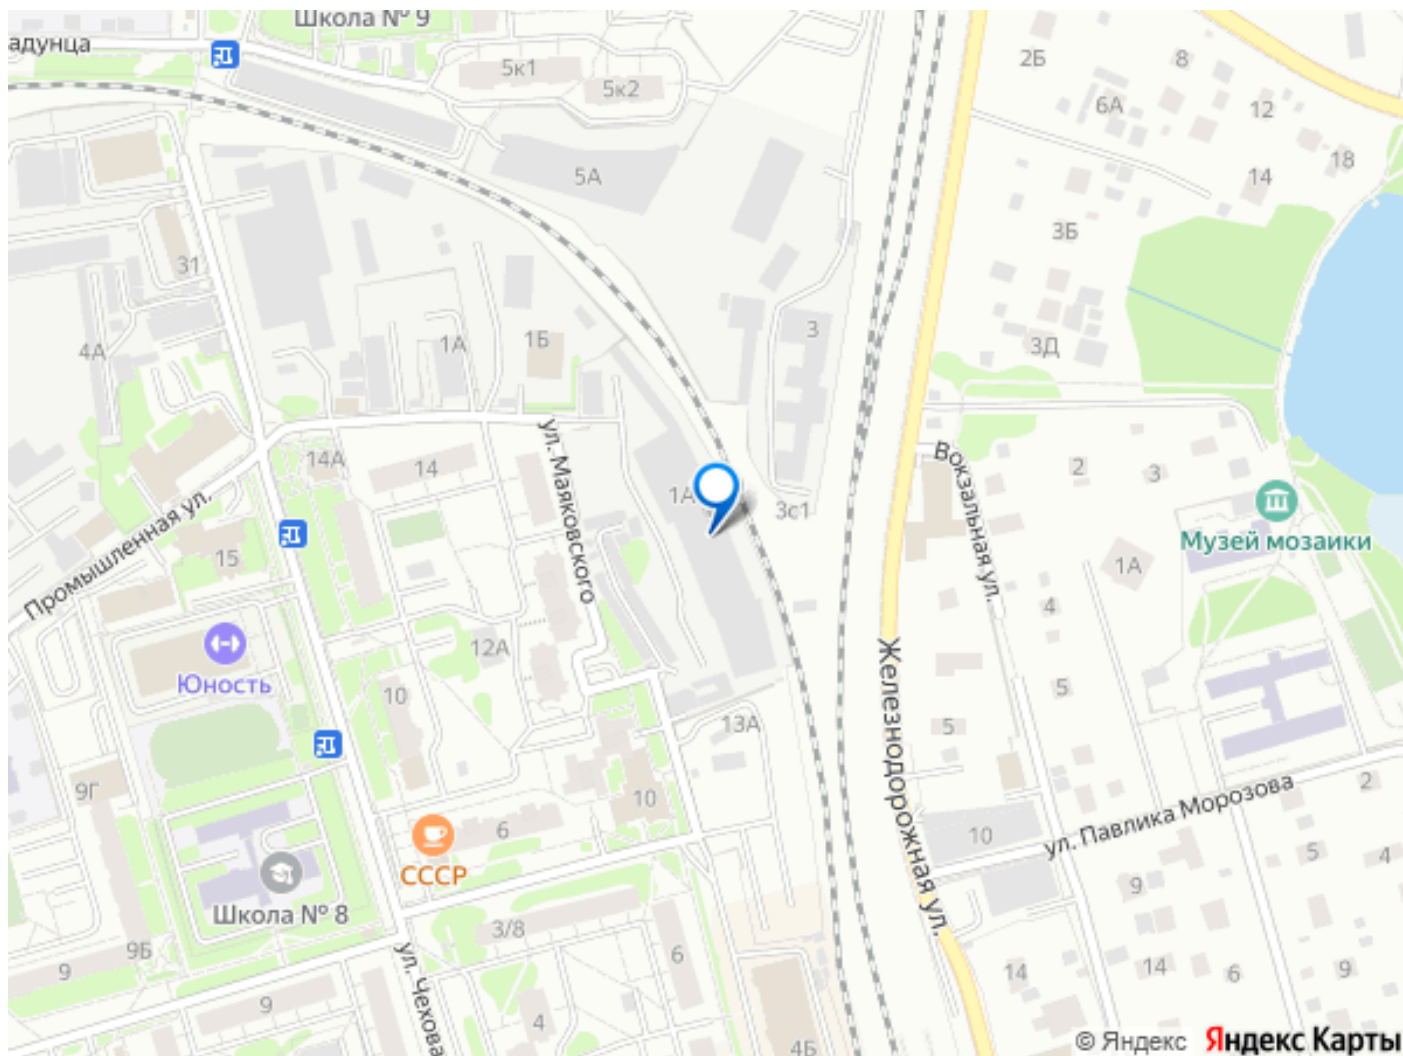 Школа № 9
адунца
5к1
5к2
2Б
8
6А
12
18
14
5А
3Б
31
4А
1А
1Б
3
3Д
ул. Маяковского
14А
14
Вокзальная ул.
2
3
1А
3с1
Промышленная ул.
Музей мозаики
15
1А
4
Юность
12А
10
5
5
13А
Железнодорожная ул.
9Г
10
6
СССР
10
ул. Павлика Морозова
2
5
4
Школа № 8
9
3/8
9Б
9
6
ул. Чехова
14
14
6
9
9
4
4Б
© Яндекс Яндекс Карты